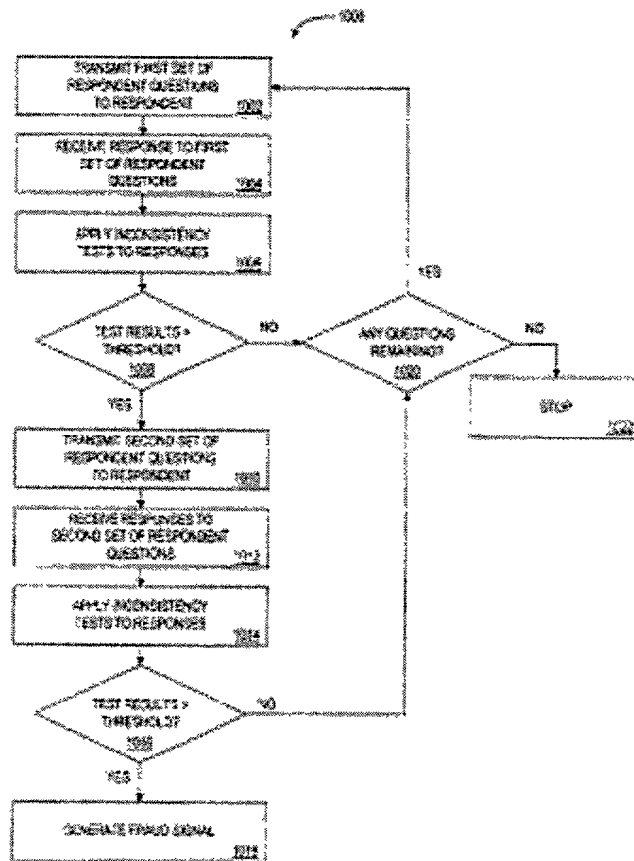 TRANSMIT FIRST SET OF
RESPONDENT QUESTIONS
TO RESPONDENT
1002
RECEIVE RESPONSE TO FIRST
SET OF RESPONDENT
QUESTIONS
1004
APPLY INCONSISTENCY
TESTS TO RESPONSES
TEST RESULTS >
THRESHOLD?
NO
ANY QUESTIONS
REMAINING?
YES
NO
STOP
YES
TRANSMIT SECOND SET OF
RESPONDENT QUESTIONS
TO RESPONDENT
RECEIVE RESPONSES TO
SECOND SET OF RESPONDENT
QUESTIONS
APPLY INCONSISTENCY
TESTS TO RESPONSES
1014
TEST RESULTS >
THRESHOLD?
NO
YES
GENERATE FRAUD SIGNAL